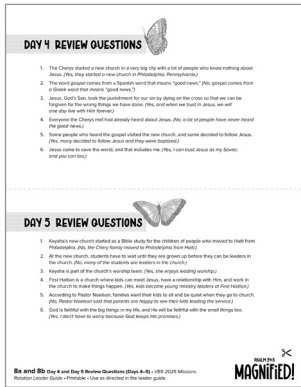 DAY 4 REVIEW QUESTIONS
1. The Cherys started a new church in a very big city with a lot of people who know nothing about
Jesus. (Yes, they started a new church in Philadelphia, Pennsylvania.)
2. The word gospel comes from a Spanish word that means “good news.” (No, gospel comes from
a Greek word that means “good news.”)
3. Jesus, God’s Son, took the punishment for our sin by dying on the cross so that we can be
forgiven for the wrong things we have done. (Yes, and when we trust in Jesus, we will
one day live with Him forever.)
4. Everyone the Cherys met had already heard about Jesus. (No, a lot of people have never heard
the good news.)
5. Some people who heard the gospel visited the new church, and some decided to follow Jesus.
(Yes, many decided to follow Jesus and they were baptized.)
6. Jesus came to save the world, and that includes me. (Yes, I can trust Jesus as my Savior,
and you can too.)
DAY 5 REVIEW QUESTIONS
1. Keysha’s new church started as a Bible study for the children of people who moved to Haiti from
Philadelphia. (No, the Chery family moved to Philadelphia from Haiti.)
2. At the new church, students have to wait until they are grown up before they can be leaders in
the church. (No, many of the students are leaders in the church.)
3. Keysha is part of the church’s worship team. (Yes, she enjoys leading worship.)
4. First Haitian is a church where kids can meet Jesus, have a relationship with Him, and work in
the church to make things happen. (Yes, kids become young ministry leaders at First Haitian.)
5. According to Pastor Noelson, families want their kids to sit and be quiet when they go to church.
(No, Pastor Noelson said that parents are happy to see their kids leading the service.)
6. God is faithful with the big things in my life, and He will be faithful with the small things too.
(Yes, I don’t have to worry because God keeps His promises.)
8a and 8b Day 4 and Day 5 Review Questions (Days 4–5) • VBS 2025 Missions
Rotation Leader Guide • Printable • Use as directed in the leader guide.
PSALM 34:3
MAGNIFIED!